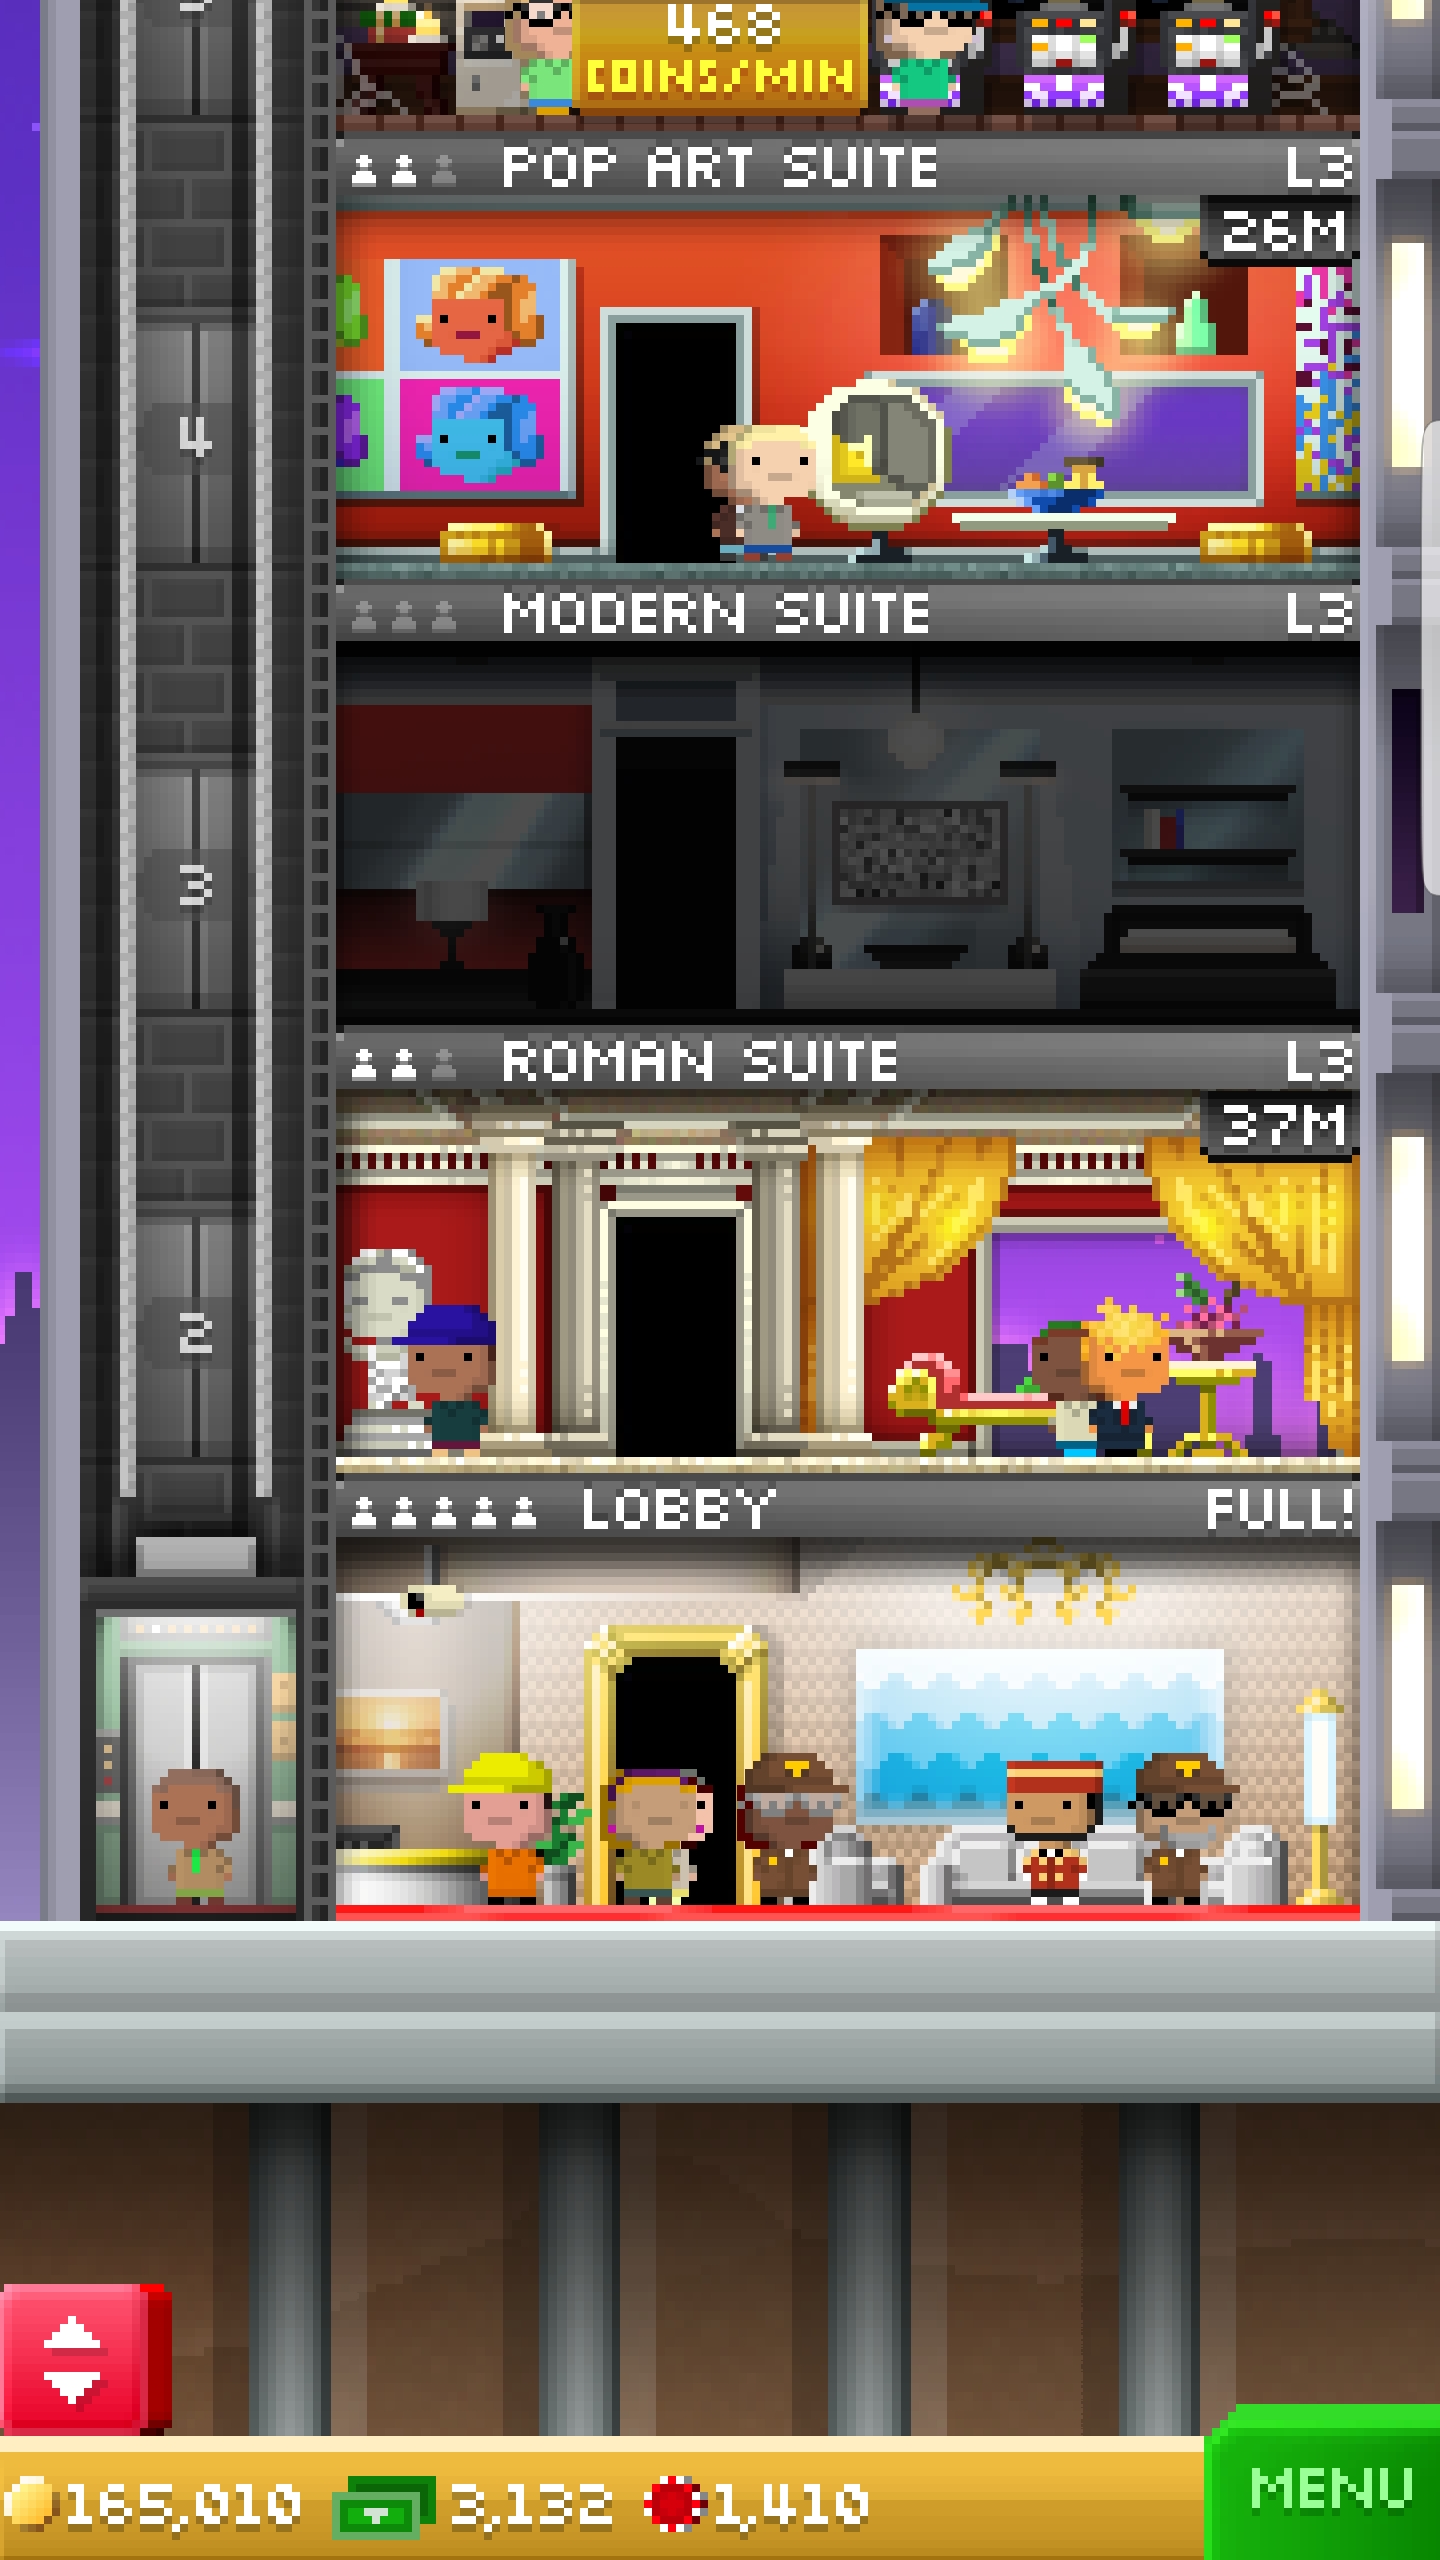 468
COINS/MIN
POP ART SUITE L3
26M
4
MODERN SUITE L3
3
ROMAN SUITE L3
37M
2
LOBBY FULL!
MENU
165,010 3,132 1,410